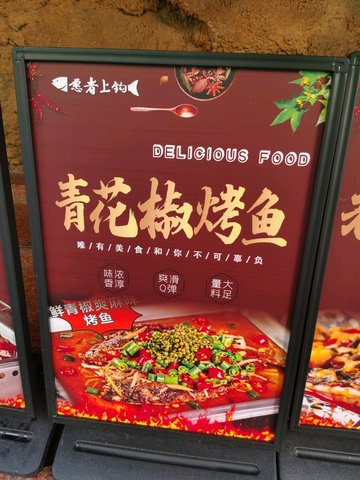 愿者上钩
DELICIOUS FOOD
青花椒烤鱼
唯/有/美/食/和/你/不/可/辜/负
味浓 爽滑 量大
香淳 Q弹 料足
鲜青椒爽麻味
烤鱼